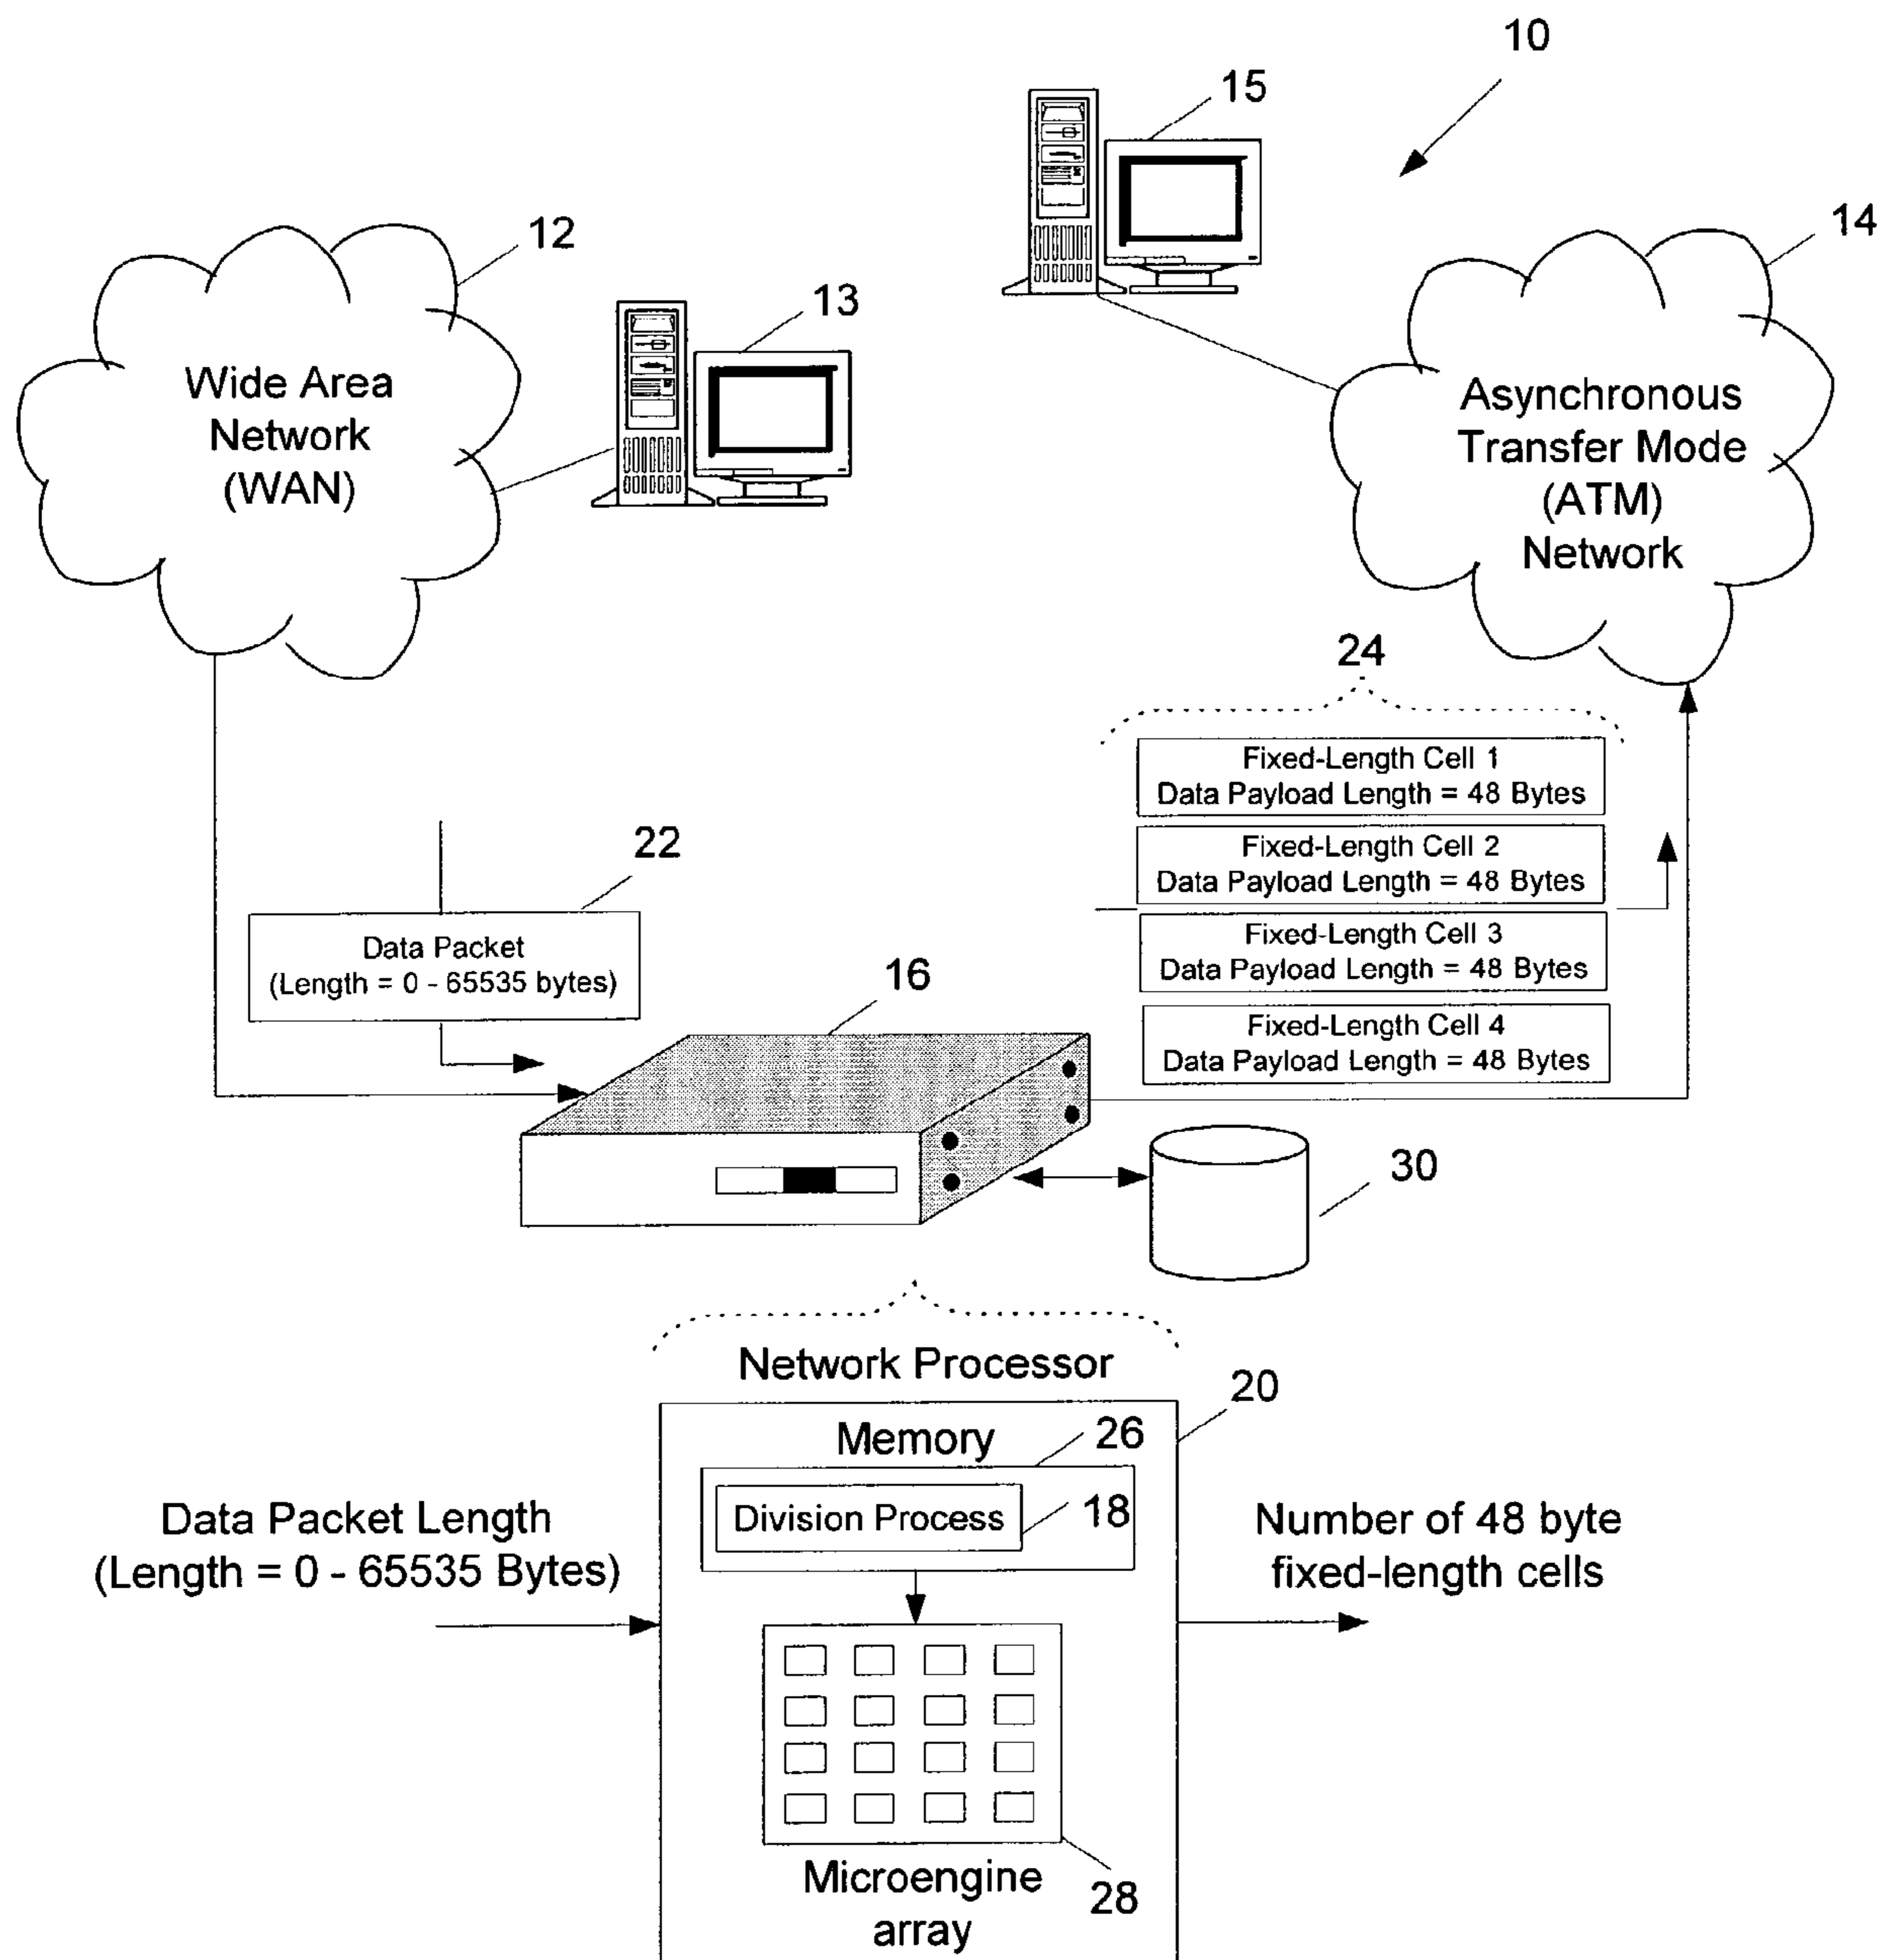 10
15
12
14
13
Wide Area
Network
(WAN)
Asynchronous
Transfer Mode
(ATM)
Network
24
Fixed-Length Cell 1
Data Payload Length = 48 Bytes
Fixed-Length Cell 2
Data Payload Length = 48 Bytes
Fixed-Length Cell 3
Data Payload Length = 48 Bytes
Fixed-Length Cell 4
Data Payload Length = 48 Bytes
22
Data Packet
(Length = 0 - 65535 bytes)
16
30
Network Processor
20
Memory
26
Division Process
18
Data Packet Length
(Length = 0 - 65535 Bytes)
Number of 48 byte
fixed-length cells
Microengine
array
28